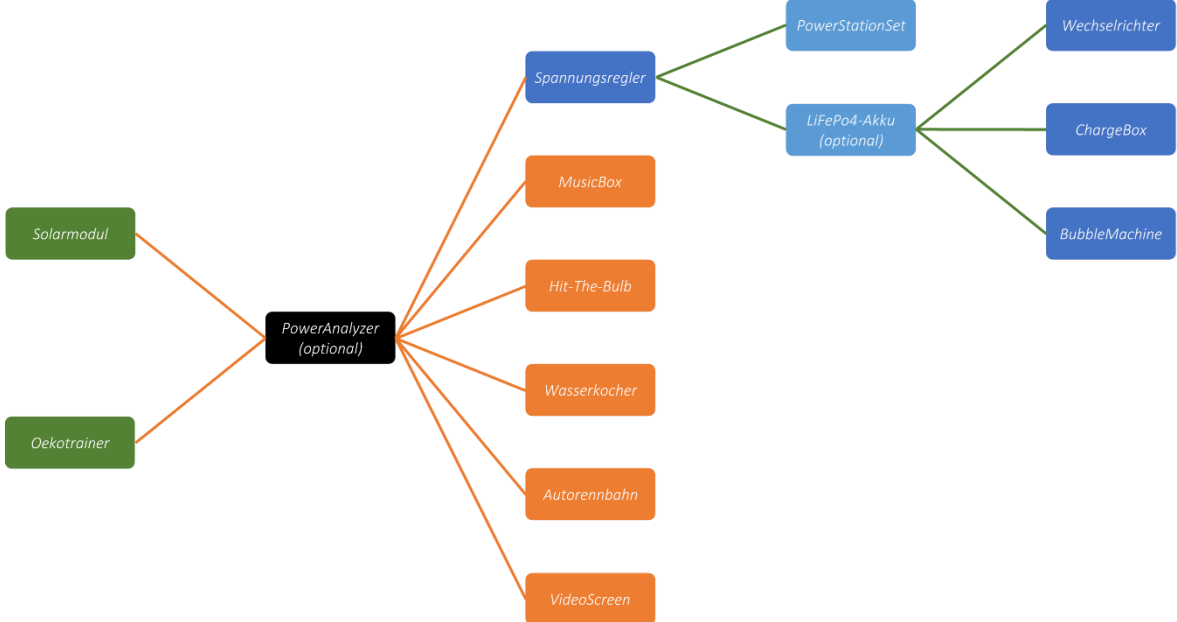 Solarmodul
Oekotrainer
PowerAnalyzer
(optional)
Spannungsregler
MusicBox
Hit-The-Bulb
Wasserkocher
Autorennbahn
VideoScreen
PowerStationSet
LiFePo4-Akku
(optional)
Wechselrichter
ChargeBox
BubbleMachine